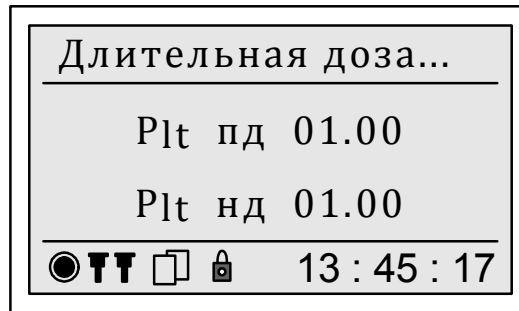 Длительная доза...
Plt пд 01.00
Plt нд 01.00
13 : 45 : 17